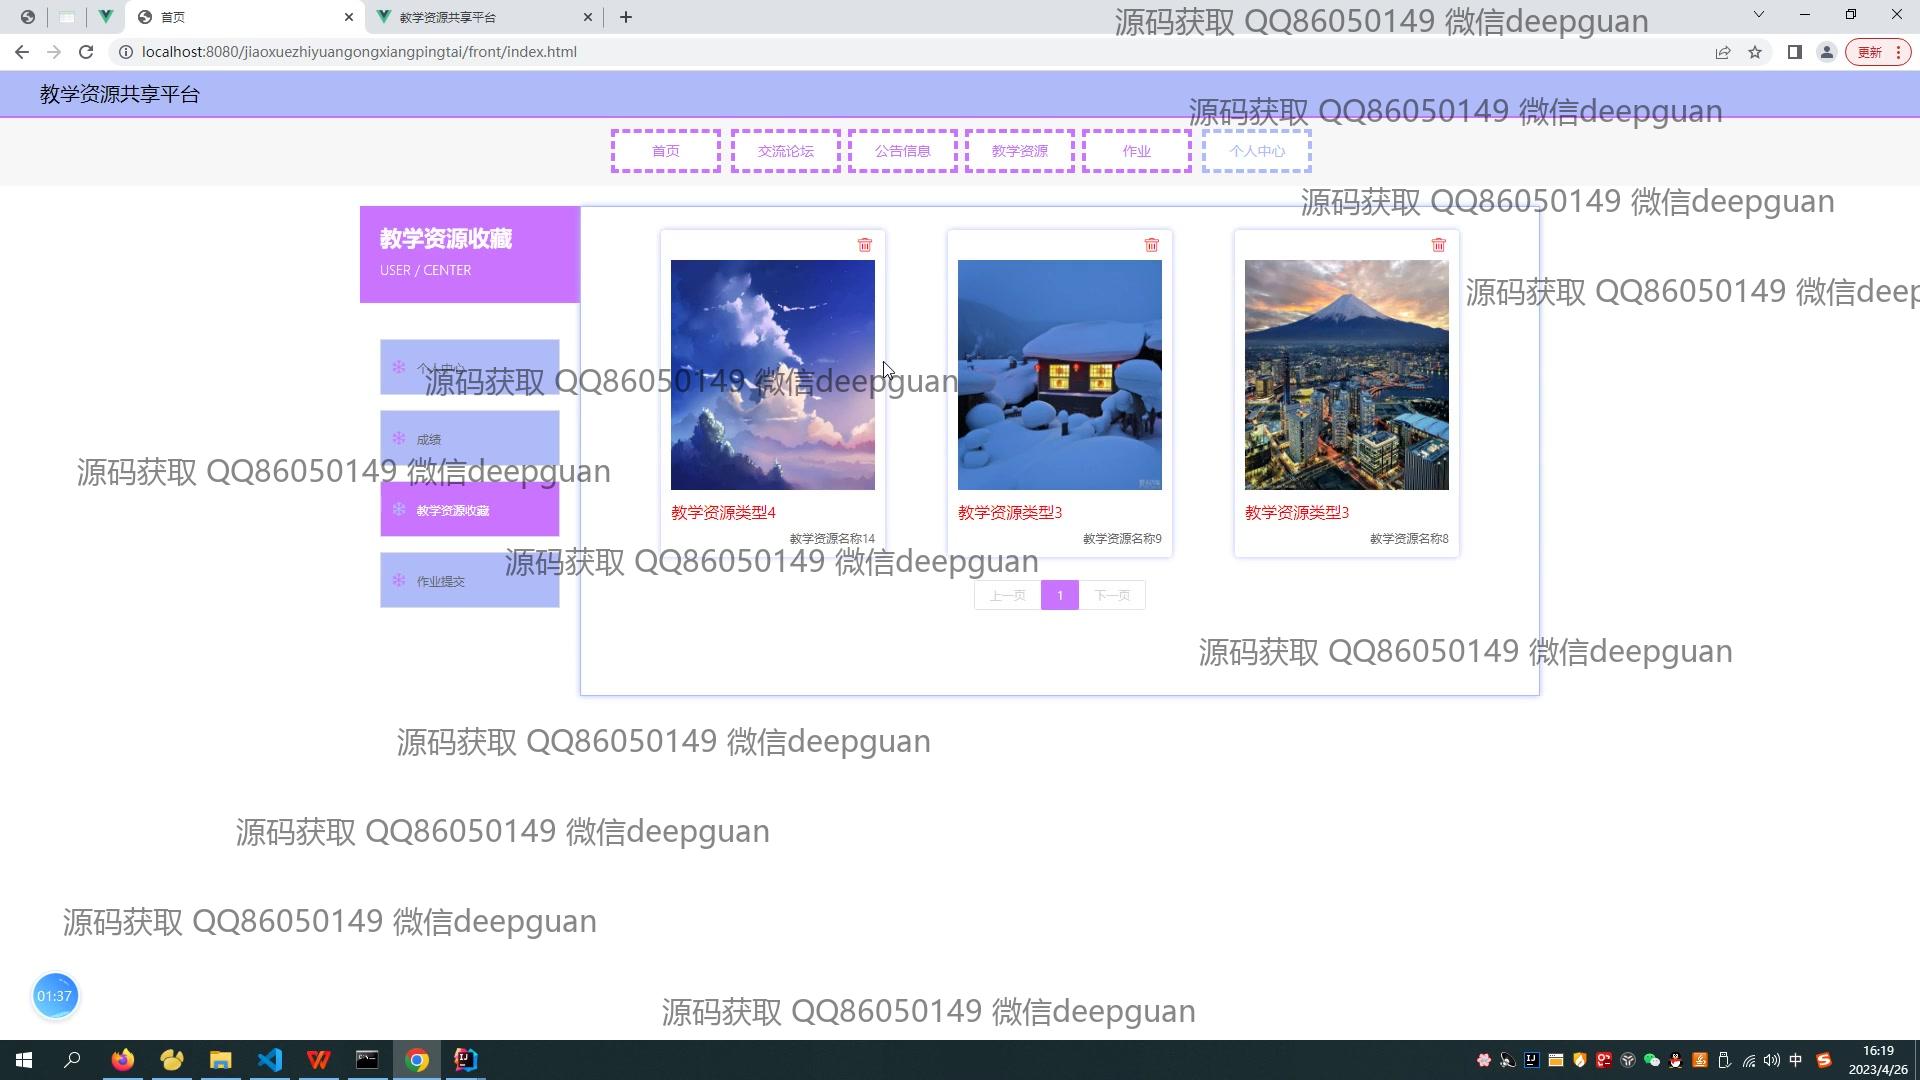 首页
教学资源共享平台
源码获取 QQ86050149 微信deepguan
localhost:8080/jiaoxuezhiyuangongxiangpingtai/front/index.html
更新
教学资源共享平台
源码获取 QQ86050149 微信deepguan
首页
交流论坛
公告信息
教学资源
作业
个人中心
源码获取 QQ86050149 微信deepguan
教学资源收藏
USER / CENTER
源码获取 QQ86050149 微信deep
个人中心
源码获取 QQ86050149 微信deepguan
成绩
源码获取 QQ86050149 微信deepguan
教学资源收藏
教学资源类型4
教学资源类型3
教学资源类型3
教学资源名称14
教学资源名称9
教学资源名称8
源码获取 QQ86050149 微信deepguan
作业提交
上一页
1
下一页
源码获取 QQ86050149 微信deepguan
源码获取 QQ86050149 微信deepguan
源码获取 QQ86050149 微信deepguan
源码获取 QQ86050149 微信deepguan
01:37
源码获取 QQ86050149 微信deepguan
中
16:19
2023/4/26